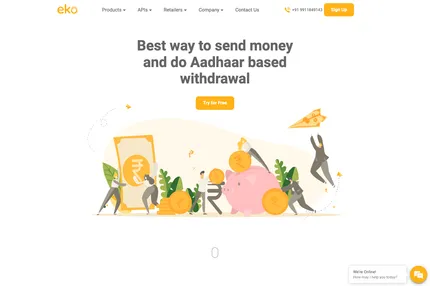 eko
Products
APIs
Retailers
Company
Contact Us
+91 9911840143
Sign Up
Best way to send money
and do Aadhaar based
withdrawal
Try for Free
We're Online!
How may I help you today?